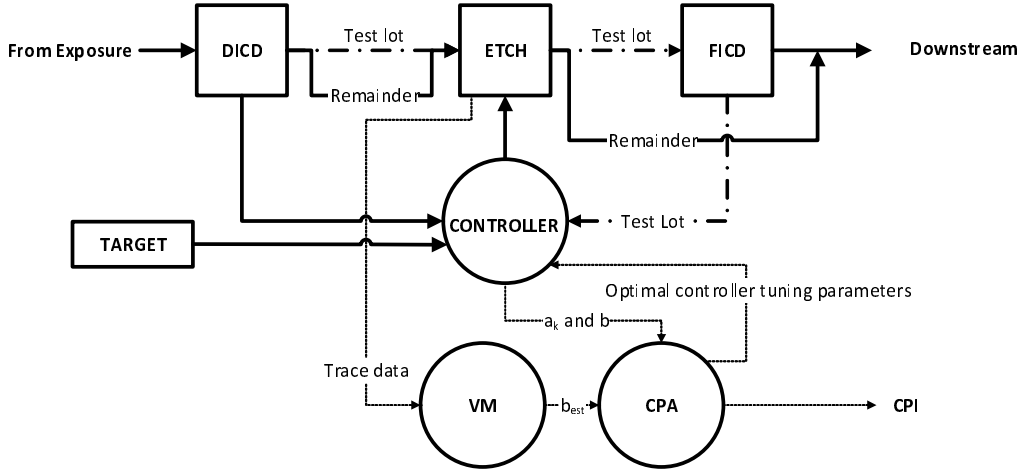 From Exposure
DICD
Test lot
Remainder
ETCH
Test lot
FICD
Downstream
Remainder
CONTROLLER
Test Lot
TARGET
Optimal controller tuning parameters
aₖ and b
Trace data
VM
bₑₛₜ
CPA
CPI